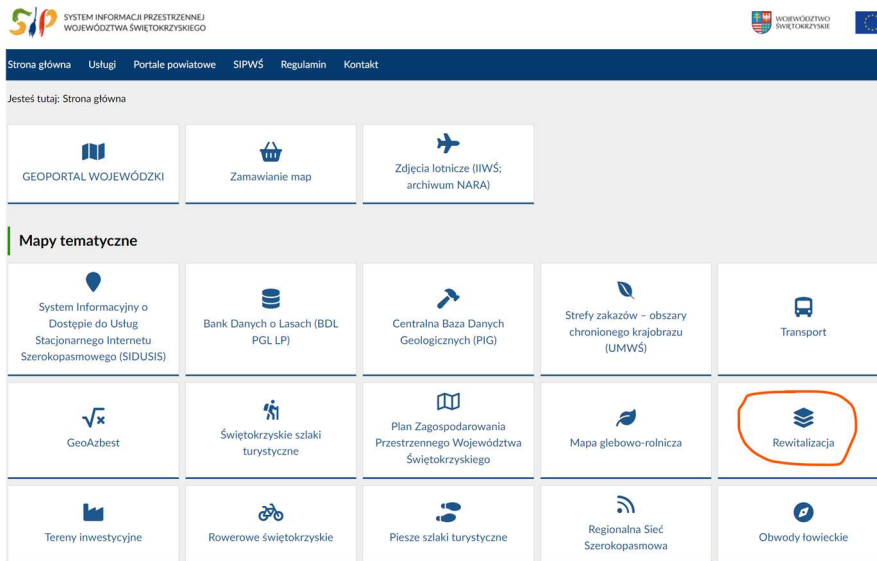 SYSTEM INFORMACJI PRZESTRZENNEJ
WOJEWÓDZTWA ŚWIĘTOKRZYSKIEGO
WOJEWÓDZTWO
ŚWIĘTOKRZYSKIE
Strona główna Usługi Portale powiatowe SIPWŚ Regulamin Kontakt
Jesteś tutaj: Strona główna
GEOPORTAL WOJEWÓDZKI
Zamawianie map
Zdjęcia lotnicze (IIWŚ;
archiwum NARA)
Mapy tematyczne
System Informacyjny o
Dostępie do Usług
Stacjonarnego Internetu
Szerokopasmowego (SIDUSIS)
Bank Danych o Lasach (BDL
PGL LP)
Centralna Baza Danych
Geologicznych (PIG)
Strefy zakazów – obszary
chronionego krajobrazu
(UMWŚ)
Transport
GeoAzbest
Świętokrzyskie szlaki
turystyczne
Plan Zagospodarowania
Przestrzennego Województwa
Świętokrzyskiego
Mapa glebowo-rolnicza
Rewitalizacja
Tereny inwestycyjne
Rowerowe świętokrzyskie
Piesze szlaki turystyczne
Regionalna Sieć
Szerokopasmowa
Obwody łowieckie